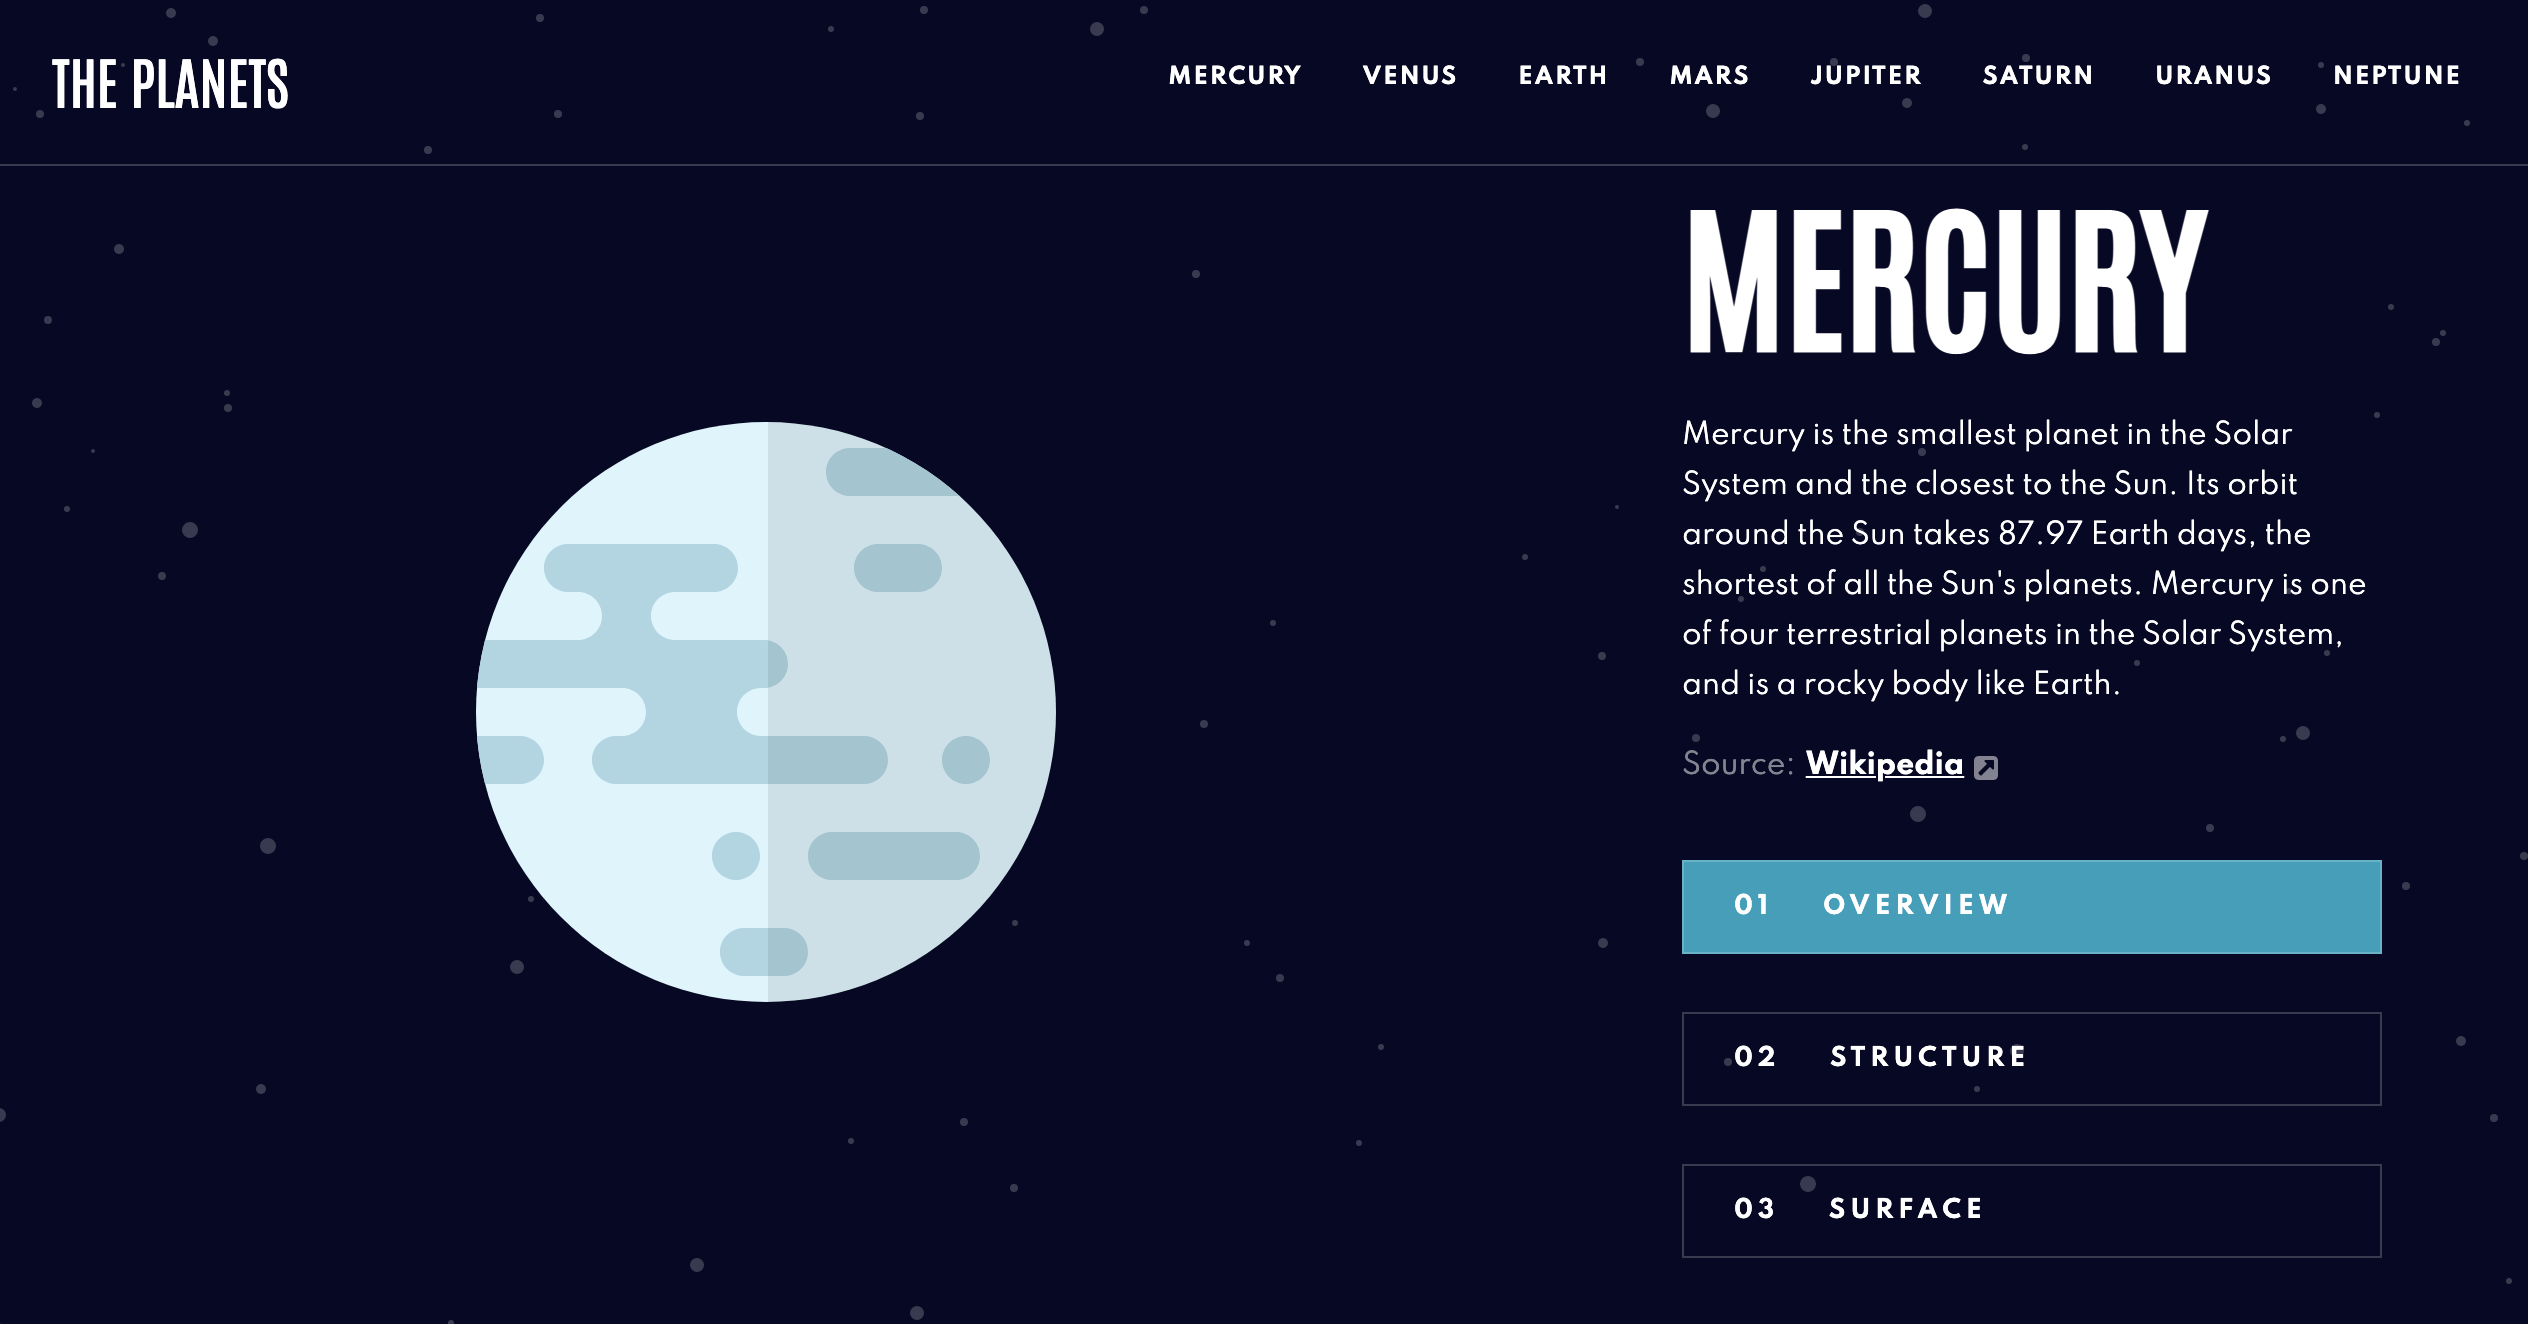 THE PLANETS
MERCURY VENUS EARTH MARS JUPITER SATURN URANUS NEPTUNE
MERCURY
Mercury is the smallest planet in the Solar
System and the closest to the Sun. Its orbit
around the Sun takes 87.97 Earth days, the
shortest of all the Sun's planets. Mercury is one
of four terrestrial planets in the Solar System,
and is a rocky body like Earth.
Source: Wikipedia
01 OVERVIEW
02 STRUCTURE
03 SURFACE